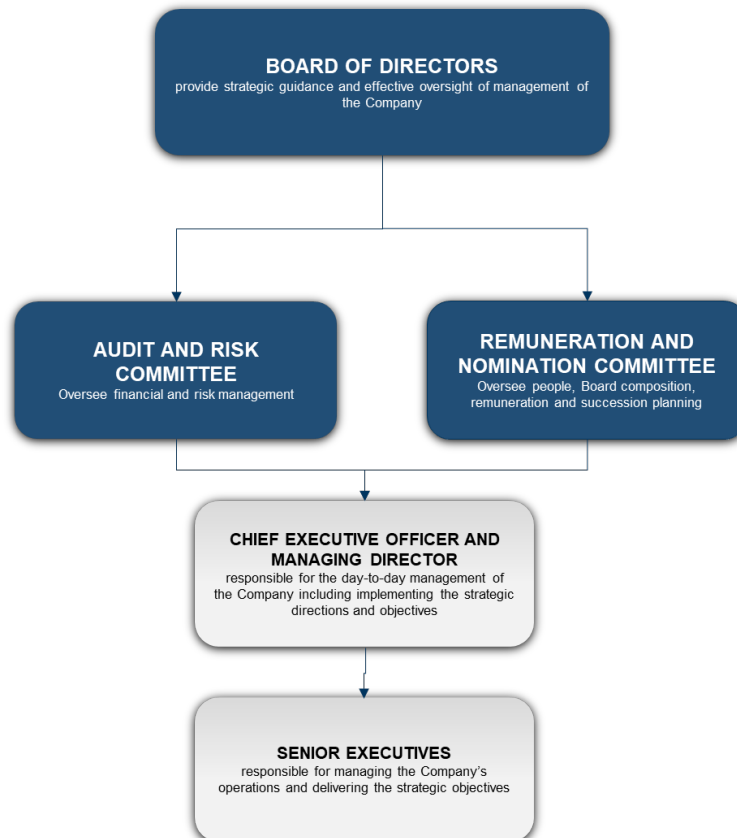 BOARD OF DIRECTORS
provide strategic guidance and effective oversight of management of
the Company
AUDIT AND RISK
COMMITTEE
Oversee financial and risk management
REMUNERATION AND
NOMINATION COMMITTEE
Oversee people, Board composition,
remuneration and succession planning
CHIEF EXECUTIVE OFFICER AND
MANAGING DIRECTOR
responsible for the day-to-day management of
the Company including implementing the strategic
directions and objectives
SENIOR EXECUTIVES
responsible for managing the Company’s
operations and delivering the strategic objectives